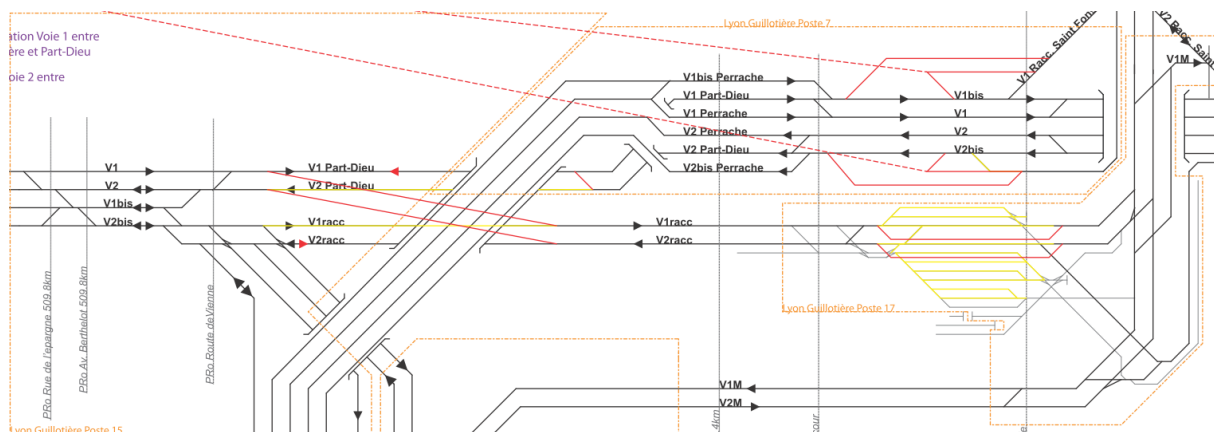 Lyon Guillotière Poste 7
ation Voie 1 entre
ère et Part-Dieu
oie 2 entre
V1 Racc. Saint Fons
V2 Racc. Saint
V1M
V1bis Perrache
V1 Part-Dieu
V1bis
V1 Perrache
V1
V2 Perrache
V2
V2 Part-Dieu
V2bis
V2bis Perrache
V1
V1 Part-Dieu
V2
V2 Part-Dieu
V1bis
V2bis
V1racc
V1racc
V2racc
V2racc
PRo Rue de l'epargne 509.8km
PRo Av. Berthelot 509.8km
PRo Route deVienne
Lyon Guillotière Poste 17
V1M
V2M
.4km
cour
e
Lyon Guillotière Poste 15